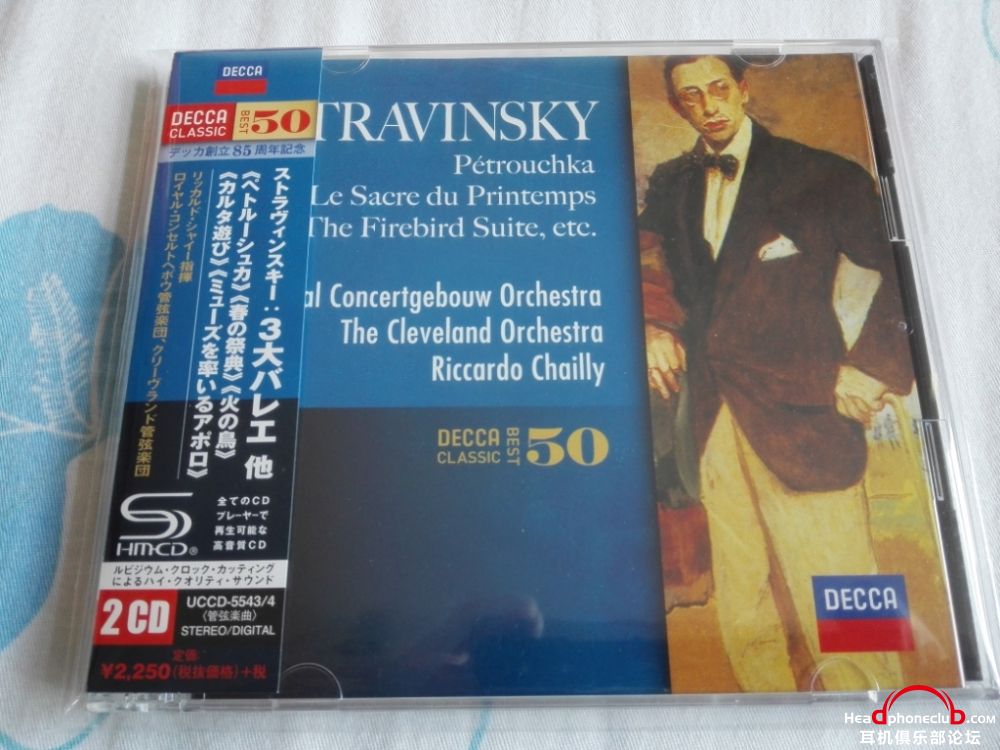 DECCA
DECCA
CLASSIC
BEST
50
デッカ創立85周年記念
ストラヴィンスキー:3大バレエ 他
《ペトルーシュカ》《春の祭典》《火の鳥》
《カルタ遊び》《ミューズを率いるアポロ》
リッカルド・シャイー指揮
ロイヤル・コンセルトヘボウ管弦楽団、クリーヴランド管弦楽団
SHM-CD®
全てのCD
プレーヤーで
再生可能な
高音質CD
ルビジウム・クロック・カッティング
によるハイ・クオリティ・サウンド
2CD
UCCD-5543/4
〈管弦楽曲〉
STEREO/DIGITAL
定価
¥2,250(税抜価格)+税
TRAVINSKY
Pétrouchka
Le Sacre du Printemps
The Firebird Suite, etc.
al Concertgebouw Orchestra
The Cleveland Orchestra
Riccardo Chailly
DECCA
CLASSIC
BEST
50
DECCA
Headphoneclub.com
耳机俱乐部论坛